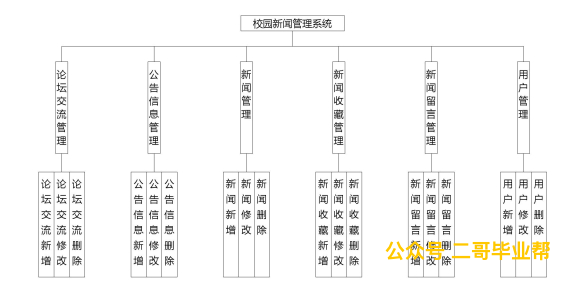 校园新闻管理系统
论坛交流管理
公告信息管理
新闻管理
新闻收藏管理
新闻留言管理
用户管理
论坛交流新增
论坛交流修改
论坛交流删除
公告信息新增
公告信息修改
公告信息删除
新闻新增
新闻修改
新闻删除
新闻收藏新增
新闻收藏修改
新闻收藏删除
新闻留言新增
新闻留言修改
新闻留言删除
用户新增
用户修改
用户删除
公众号 二哥毕业帮